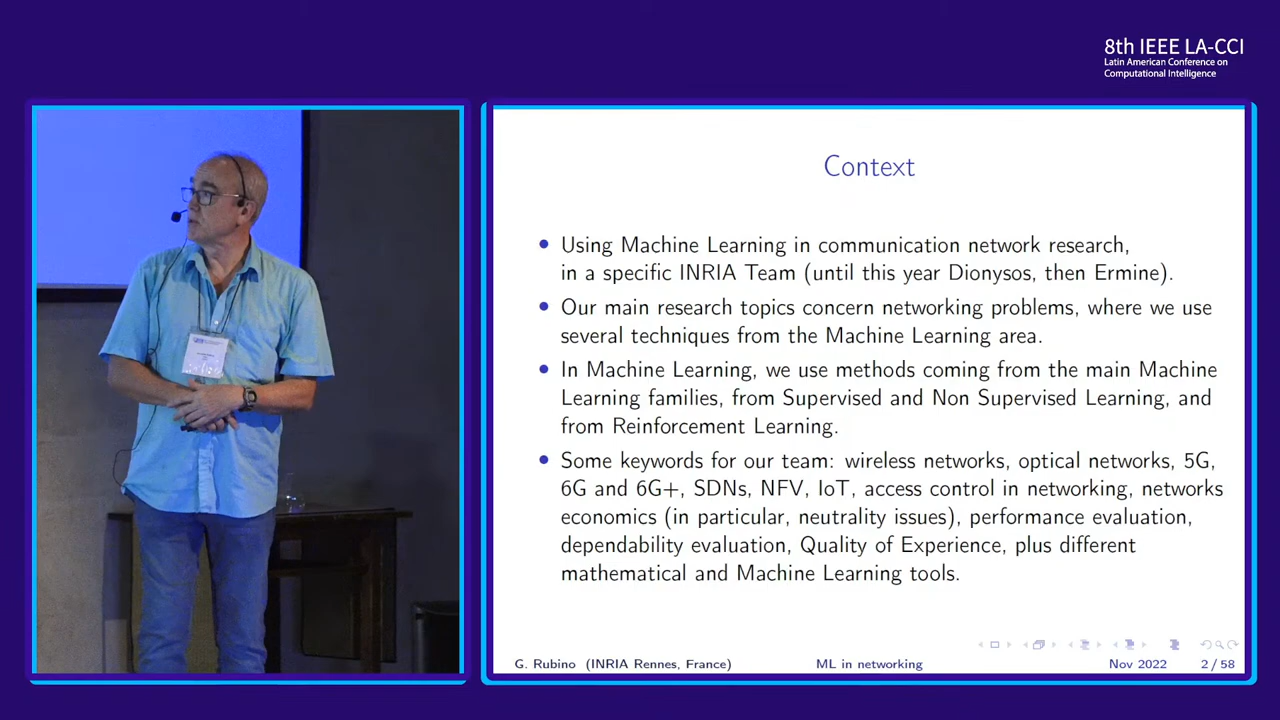 8th IEEE LA-CCI
Latin American Conference on
Computational Intelligence
Context
• Using Machine Learning in communication network research,
in a specific INRIA Team (until this year Dionysos, then Ermine).
• Our main research topics concern networking problems, where we use
several techniques from the Machine Learning area.
• In Machine Learning, we use methods coming from the main Machine
Learning families, from Supervised and Non Supervised Learning, and
from Reinforcement Learning.
• Some keywords for our team: wireless networks, optical networks, 5G,
6G and 6G+, SDNs, NFV, IoT, access control in networking, networks
economics (in particular, neutrality issues), performance evaluation,
dependability evaluation, Quality of Experience, plus different
mathematical and Machine Learning tools.
G. Rubino (INRIA Rennes, France) ML in networking Nov 2022 2 / 58